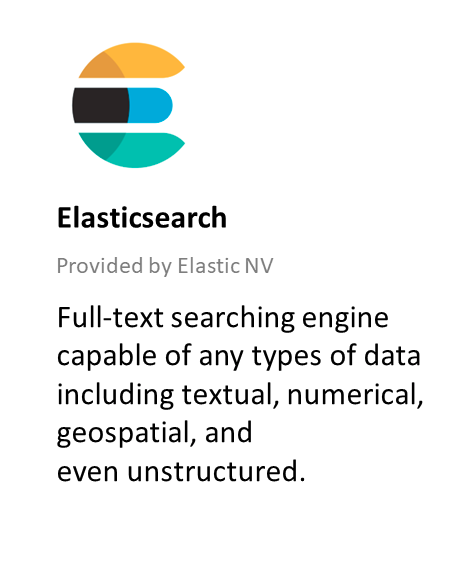 Elasticsearch
Provided by Elastic NV
Full-text searching engine
capable of any types of data
including textual, numerical,
geospatial, and
even unstructured.